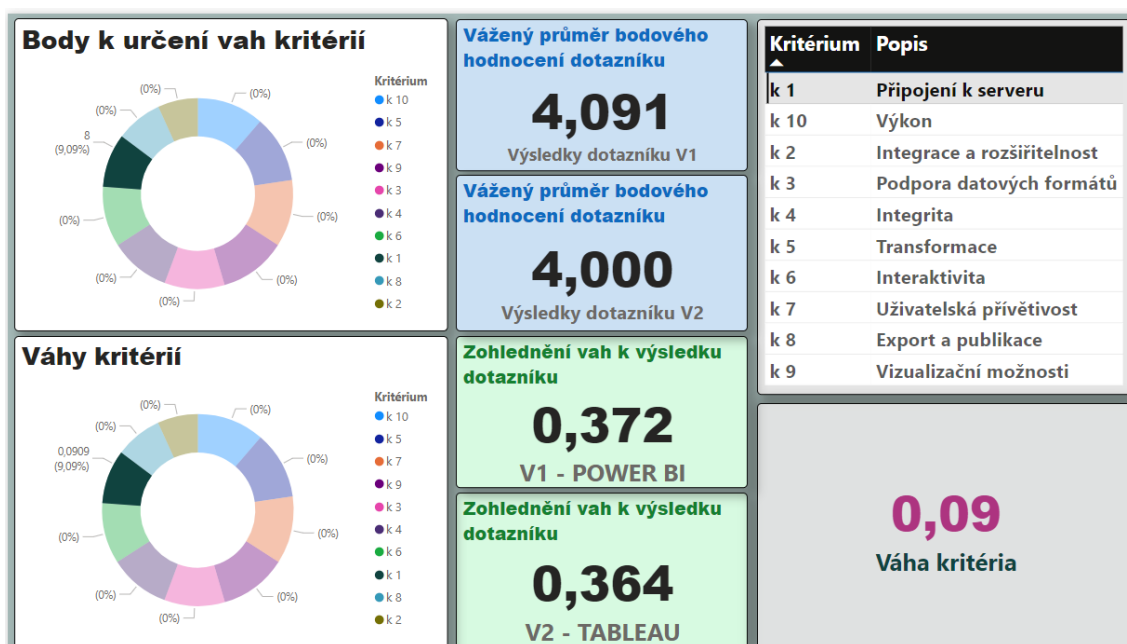 Body k určení vah kritérií
(0%)
(0%)
(0%)
(0%)
8
(9,09%)
(0%)
(0%)
(0%)
(0%)
(0%)
(0%)
Kritérium
k 10
k 5
k 7
k 9
k 3
k 4
k 6
k 1
k 8
k 2
Váhy kritérií
(0%)
(0%)
(0%)
(0%)
0,0909
(9,09%)
(0%)
(0%)
(0%)
(0%)
(0%)
Kritérium
k 10
k 5
k 7
k 9
k 3
k 4
k 6
k 1
k 8
k 2
Vážený průměr bodového
hodnocení dotazníku
4,091
Výsledky dotazníku V1
Vážený průměr bodového
hodnocení dotazníku
4,000
Výsledky dotazníku V2
Zohlednění vah k výsledku
dotazníku
0,372
V1 - POWER BI
Zohlednění vah k výsledku
dotazníku
0,364
V2 - TABLEAU
Kritérium Popis
k 1 Připojení k serveru
k 10 Výkon
k 2 Integrace a rozšiřitelnost
k 3 Podpora datových formátů
k 4 Integrita
k 5 Transformace
k 6 Interaktivita
k 7 Uživatelská přívětivost
k 8 Export a publikace
k 9 Vizualizační možnosti
0,09
Váha kritéria